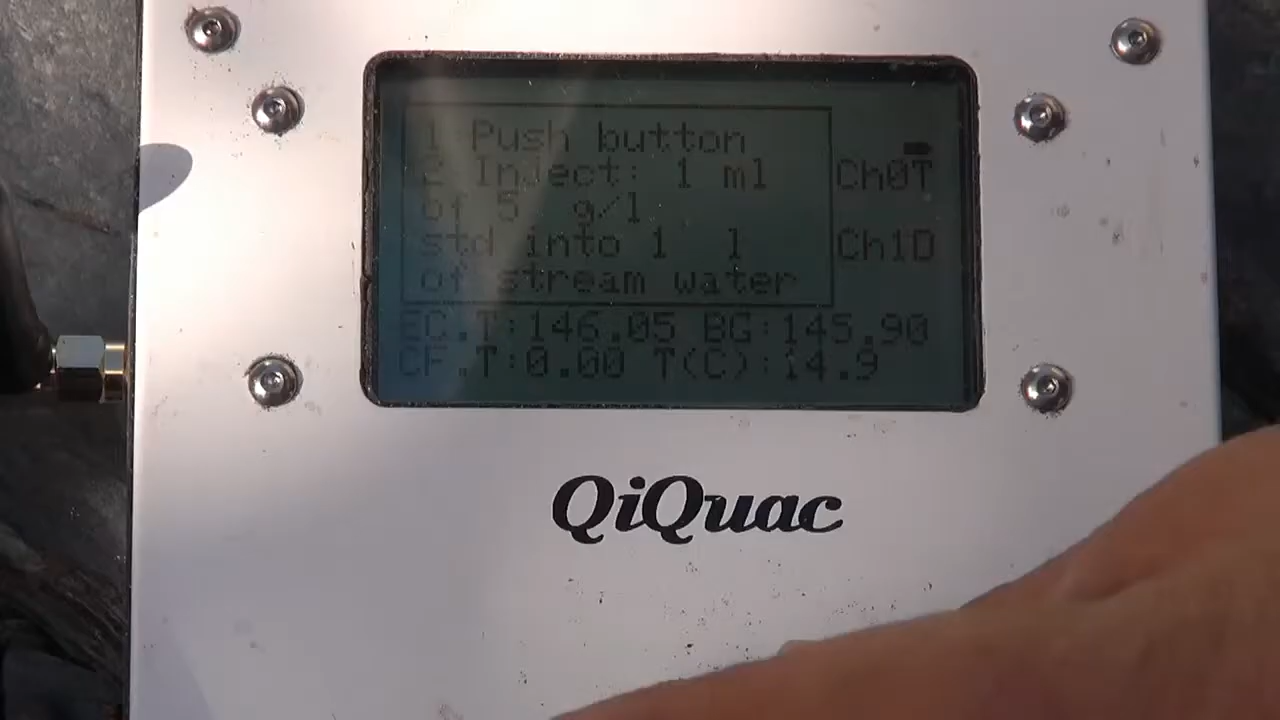 1 Push button
2 Inject: 1 ml
of 5 g/l
std into 1 l
of stream water
Ch0T
Ch1D
EC.T:146.05 BG:145.90
CF.T:0.00 T(C):14.9
QiQuac